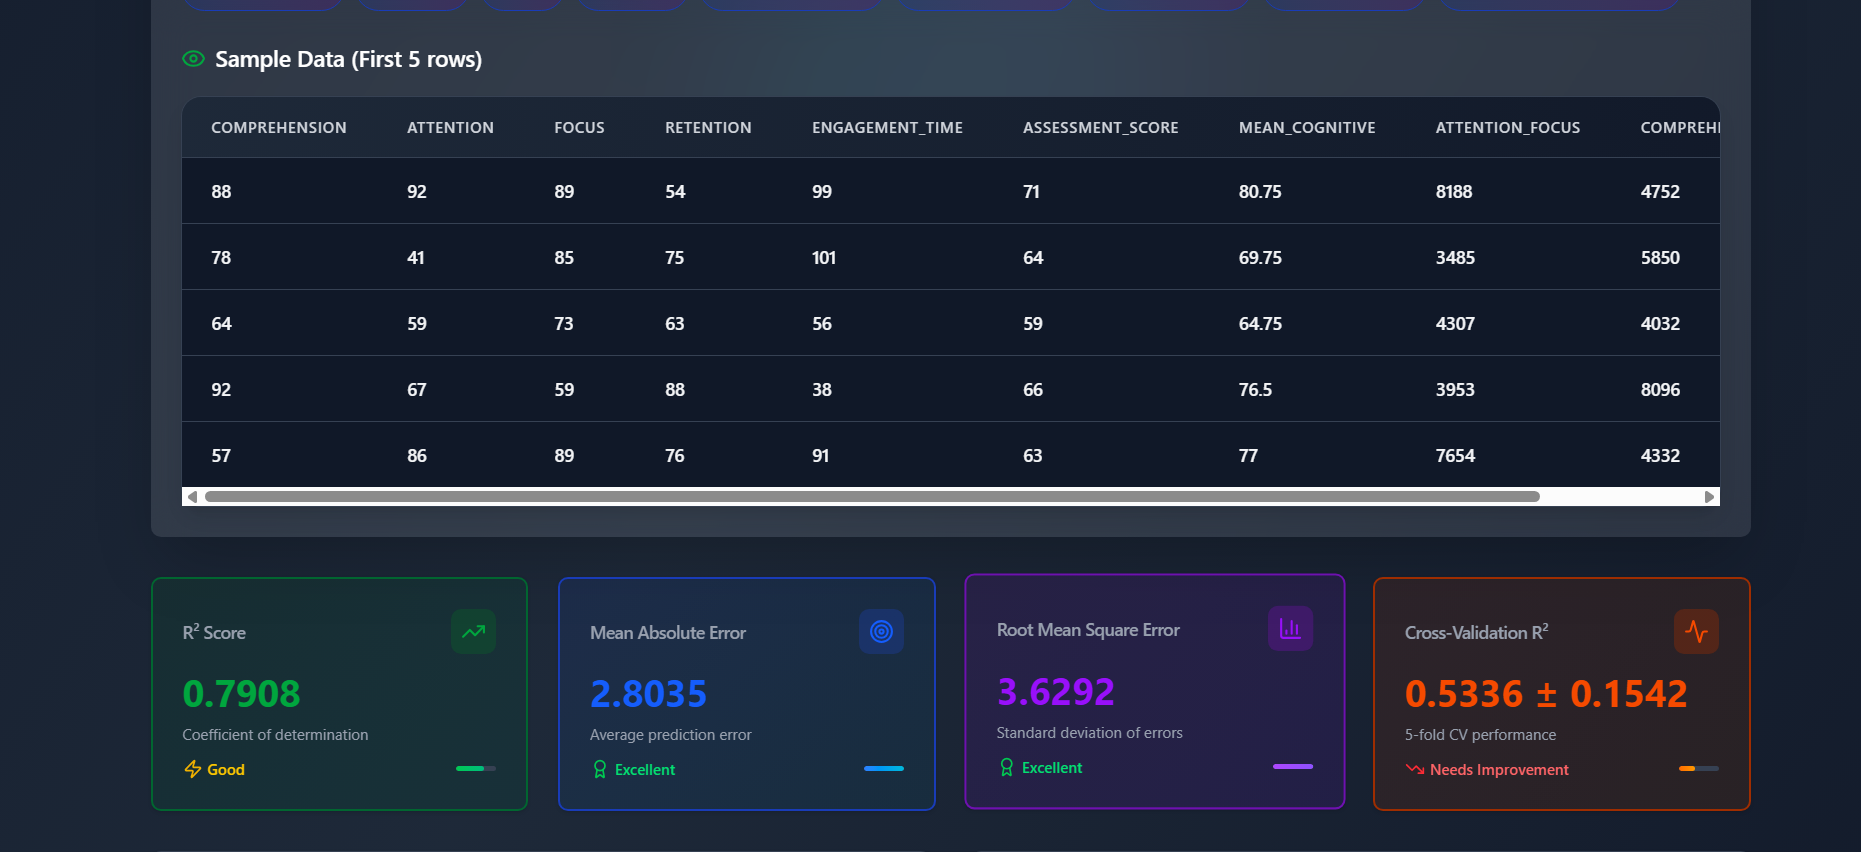 Sample Data (First 5 rows)
COMPREHENSION ATTENTION FOCUS RETENTION ENGAGEMENT_TIME ASSESSMENT_SCORE MEAN_COGNITIVE ATTENTION_FOCUS
88 92 89 54 99 71 80.75 8188 4752
78 41 85 75 101 64 69.75 3485 5850
64 59 73 63 56 59 64.75 4307 4032
92 67 59 88 38 66 76.5 3953 8096
57 86 89 76 91 63 77 7654 4332
R² Score
0.7908
Coefficient of determination
Good
Mean Absolute Error
2.8035
Average prediction error
Excellent
Root Mean Square Error
3.6292
Standard deviation of errors
Excellent
Cross-Validation R²
0.5336 ± 0.1542
5-fold CV performance
Needs Improvement